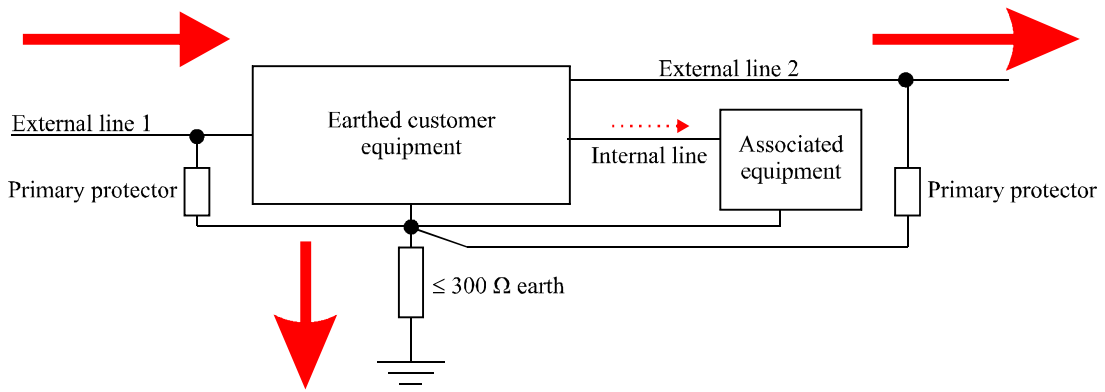 External line 2
External line 1
Earthed customer
equipment
Internal line
Associated
equipment
Primary protector
Primary protector
≤ 300 Ω earth